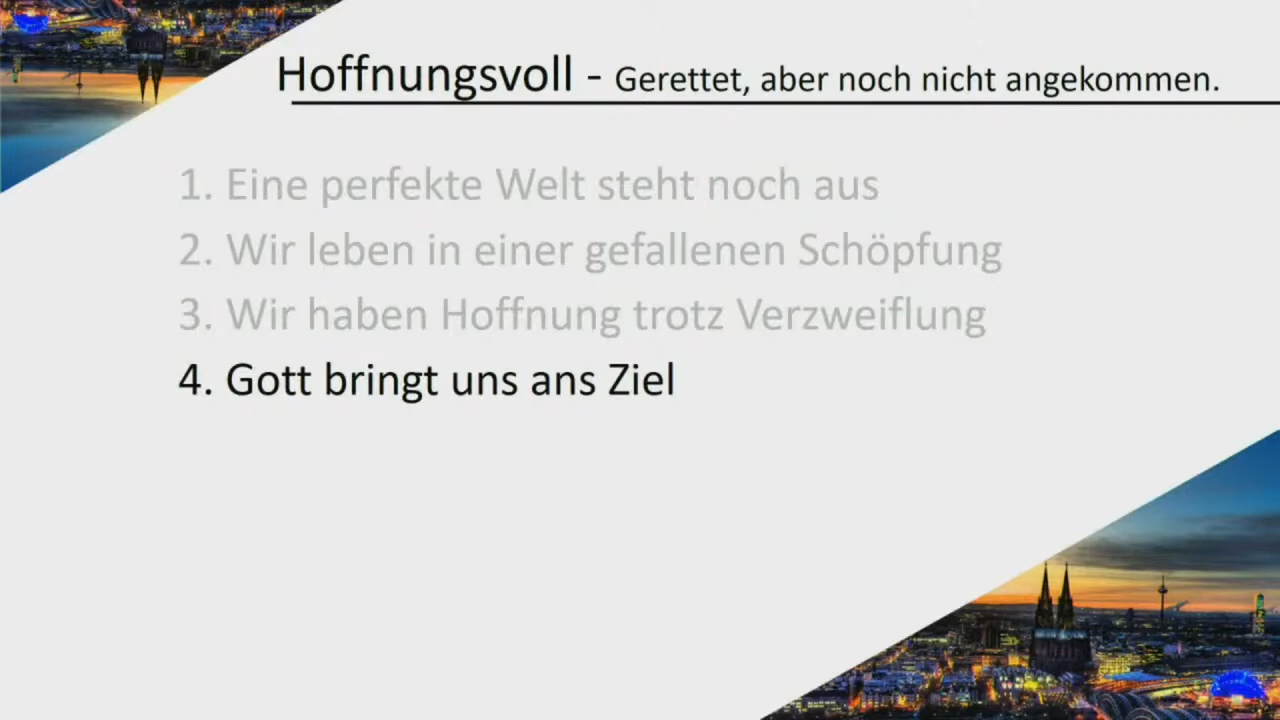 Hoffnungsvoll - Gerettet, aber noch nicht angekommen.
1. Eine perfekte Welt steht noch aus
2. Wir leben in einer gefallenen Schöpfung
3. Wir haben Hoffnung trotz Verzweiflung
4. Gott bringt uns ans Ziel